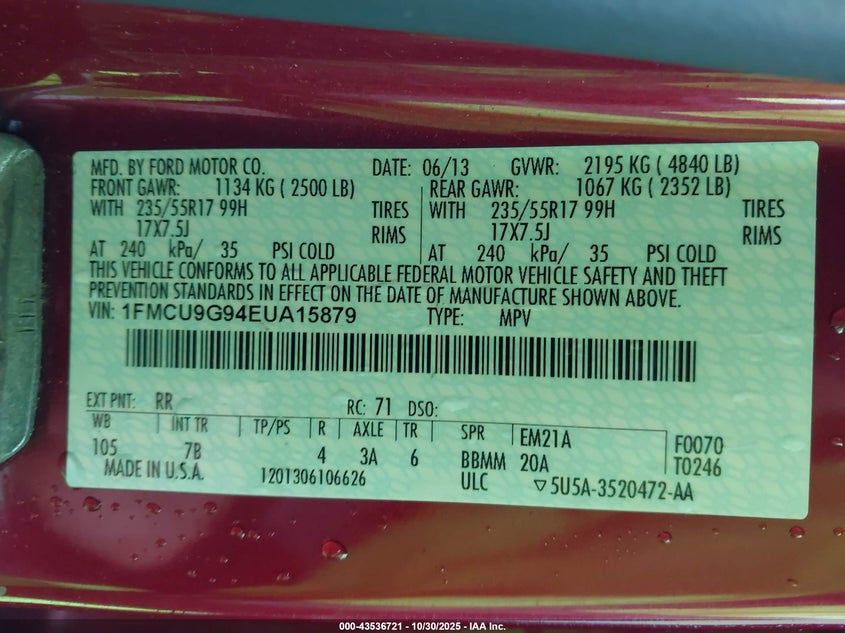 MFD. BY FORD MOTOR CO. DATE: 06/13 GVWR: 2195 KG ( 4840 LB)
FRONT GAWR: 1134 KG ( 2500 LB) REAR GAWR: 1067 KG ( 2352 LB)
WITH 235/55R17 99H TIRES WITH 235/55R17 99H TIRES
17X7.5J RIMS 17X7.5J RIMS
AT 240 kPa/ 35 PSI COLD AT 240 kPa/ 35 PSI COLD
THIS VEHICLE CONFORMS TO ALL APPLICABLE FEDERAL MOTOR VEHICLE SAFETY AND THEFT
PREVENTION STANDARDS IN EFFECT ON THE DATE OF MANUFACTURE SHOWN ABOVE.
VIN: 1FMCU9G94EUA15879 TYPE: MPV
EXT PNT: RR RC: 71 DSO:
WB INT TR TP/PS R AXLE TR SPR EM21A F0070
105 7B 4 3A 6 BBMM 20A T0246
MADE IN U.S.A. 1201306106626 ULC ▽5U5A-3520472-AA
000-43536721 - 10/30/2025 - IAA Inc.